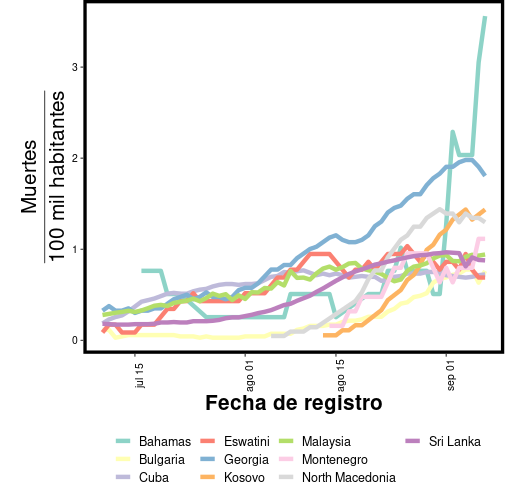 Muertes
100 mil habitantes
3
2
1
0
jul 15
ago 01
ago 15
sep 01
Fecha de registro
Bahamas Eswatini Malaysia Sri Lanka
Bulgaria Georgia Montenegro
Cuba Kosovo North Macedonia